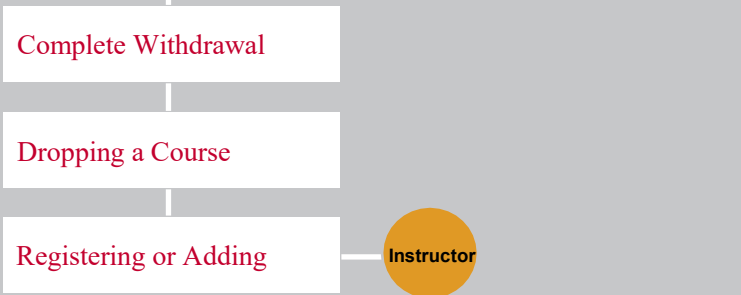 Complete Withdrawal
Dropping a Course
Registering or Adding
Instructor